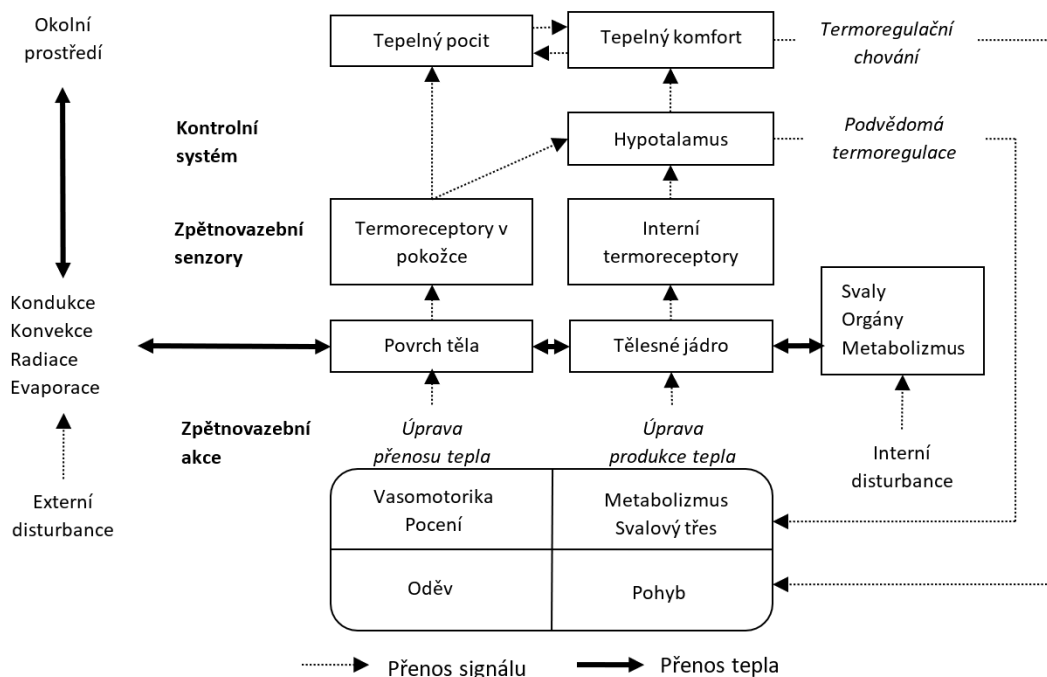 Okolní
prostředí
Tepelný pocit
Tepelný komfort
Termoregulační
chování
Kontrolní
systém
Hypotalamus
Podvědomá
termoregulace
Zpětnovazební
senzory
Termoreceptory v
pokožce
Interní
termoreceptory
Kondukce
Konvekce
Radiace
Evaporace
Povrch těla
Tělesné jádro
Svaly
Orgány
Metabolizmus
Zpětnovazební
akce
Úprava
přenosu tepla
Úprava
produkce tepla
Interní
disturbance
Externí
disturbance
Vasomotorika
Pocení
Metabolizmus
Svalový třes
Oděv
Pohyb
Přenos signálu
Přenos tepla